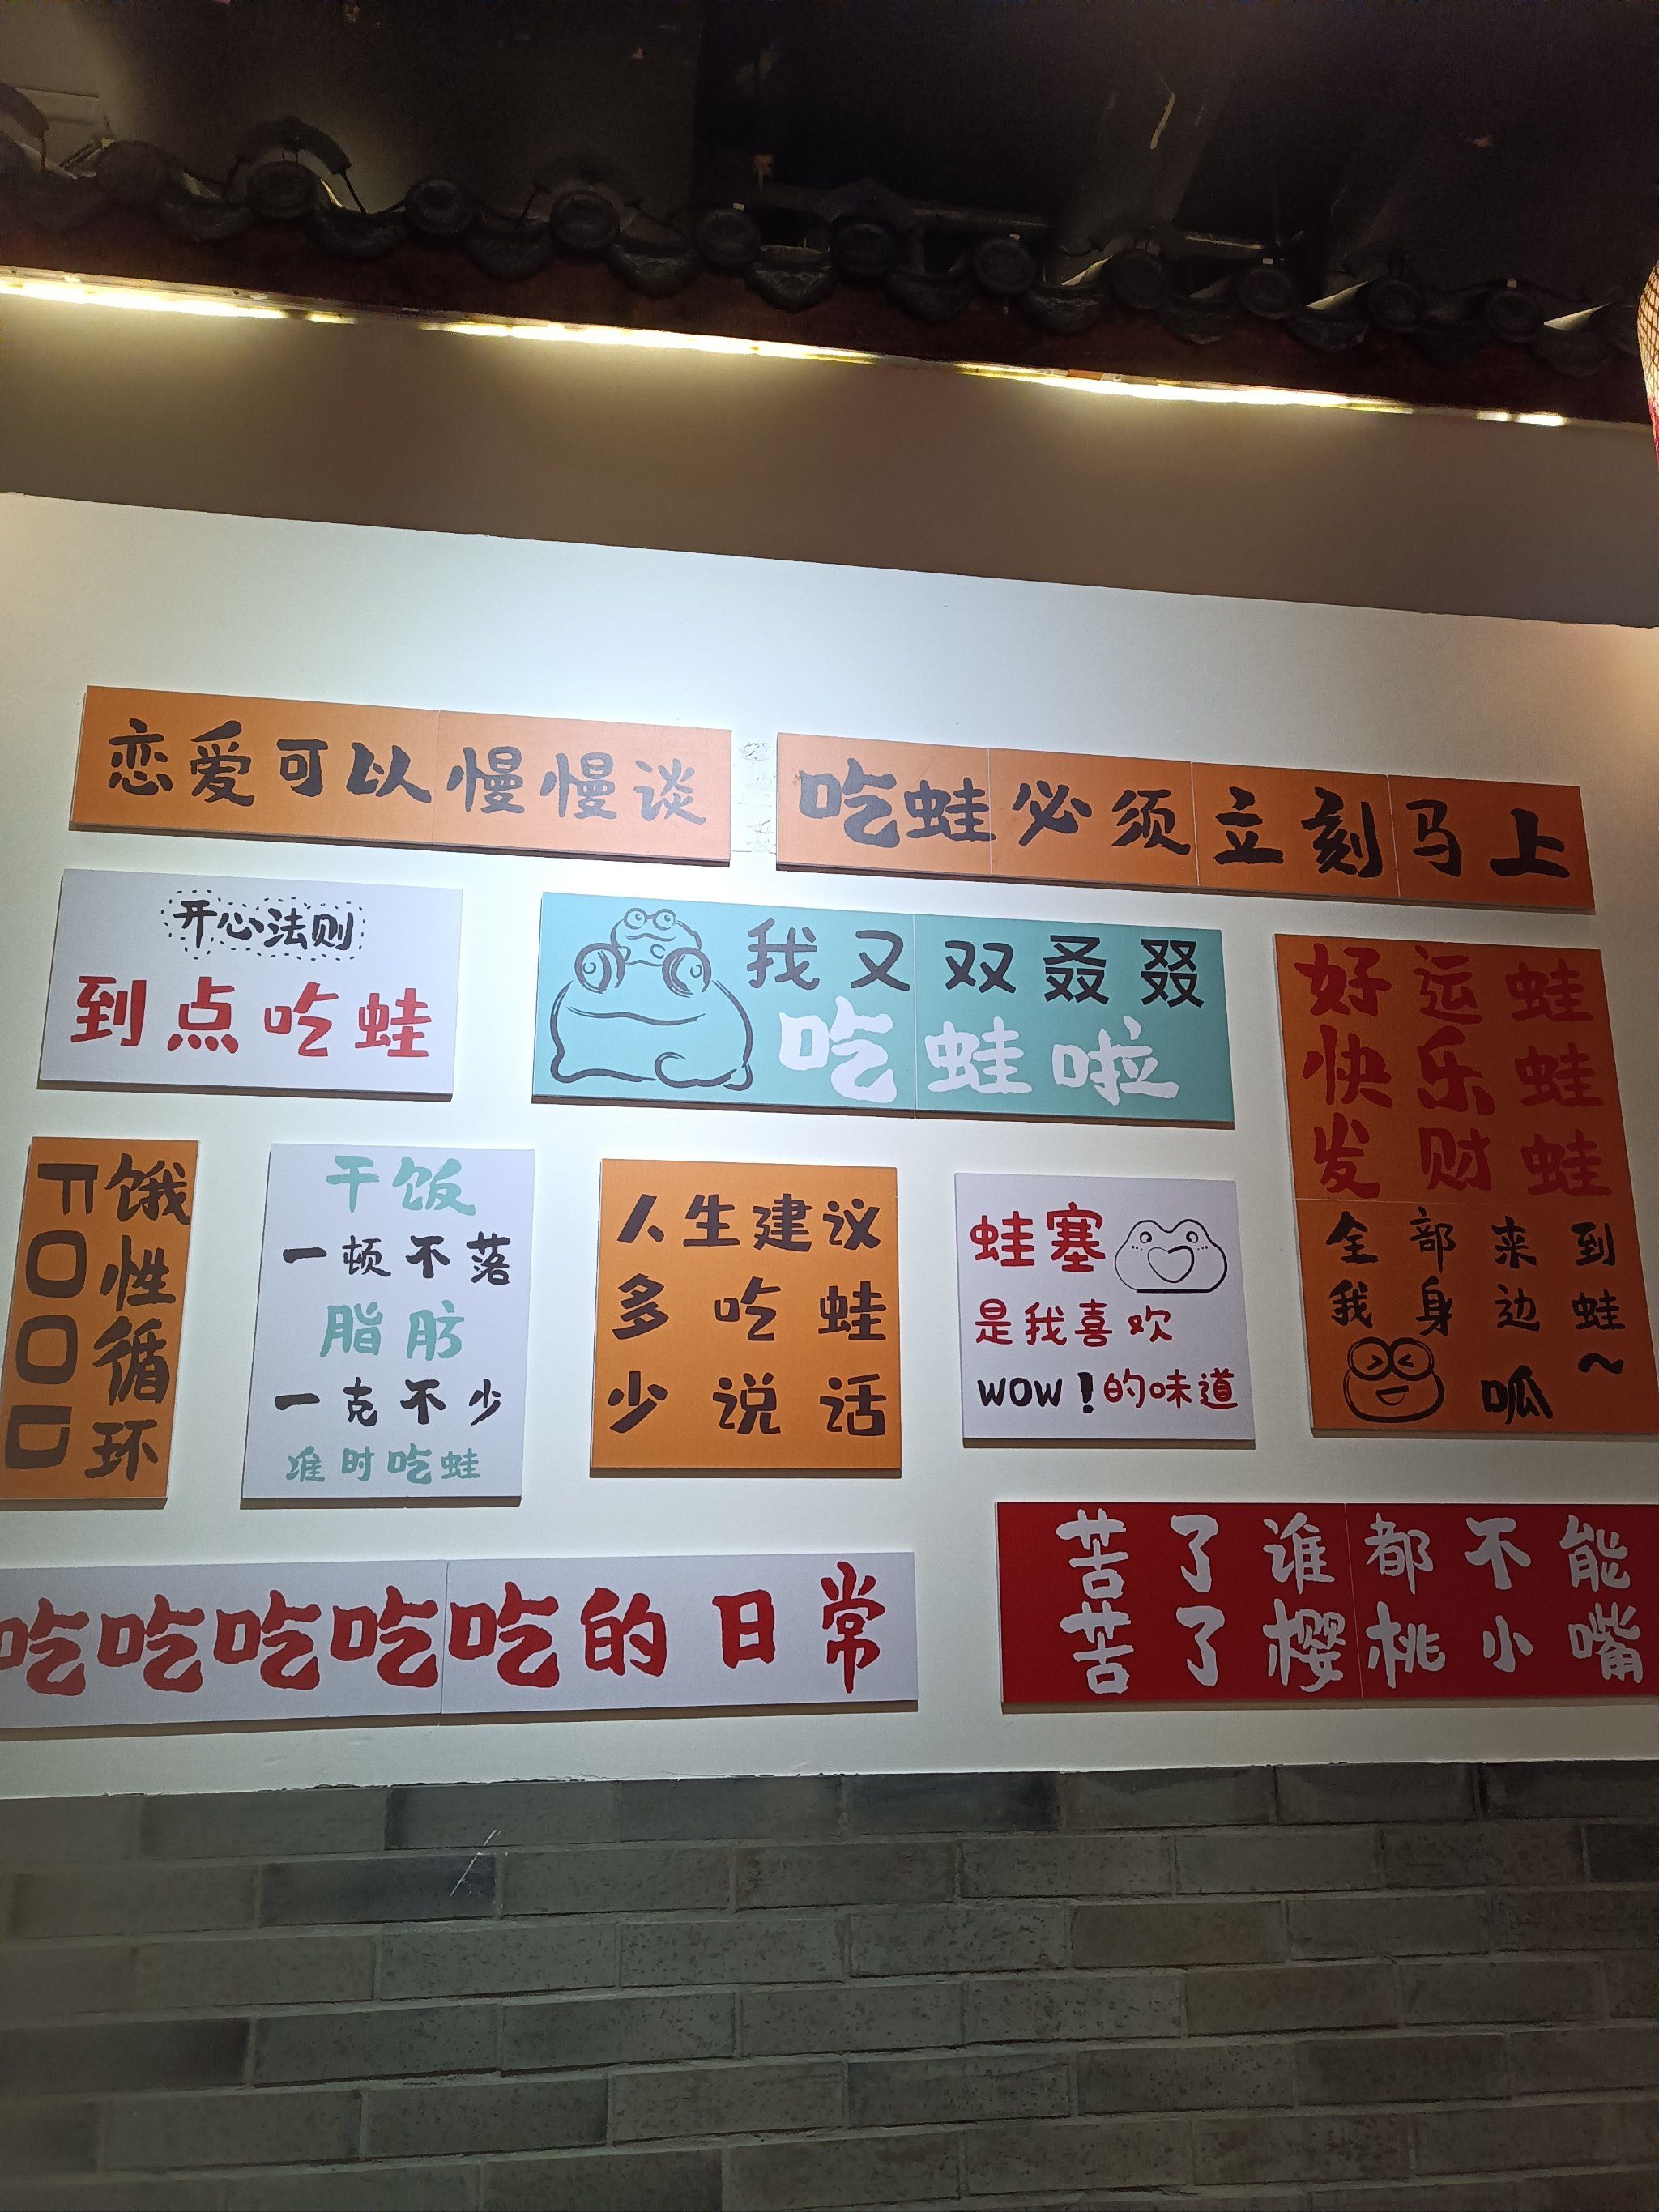 恋爱可以慢慢谈
吃蛙必须立刻马上
开心法则
到点吃蛙
我又双叒叕
吃蛙啦
好运蛙
快乐蛙
发财蛙
全部来到
我身边蛙
呱~
FOOD
饿性循环
干饭
一顿不落
脂肪
一克不少
准时吃蛙
人生建议
多吃蛙
少说话
蛙塞
是我喜欢
WOW!的味道
吃吃吃吃吃的日常
苦了谁都不能
苦了樱桃小嘴